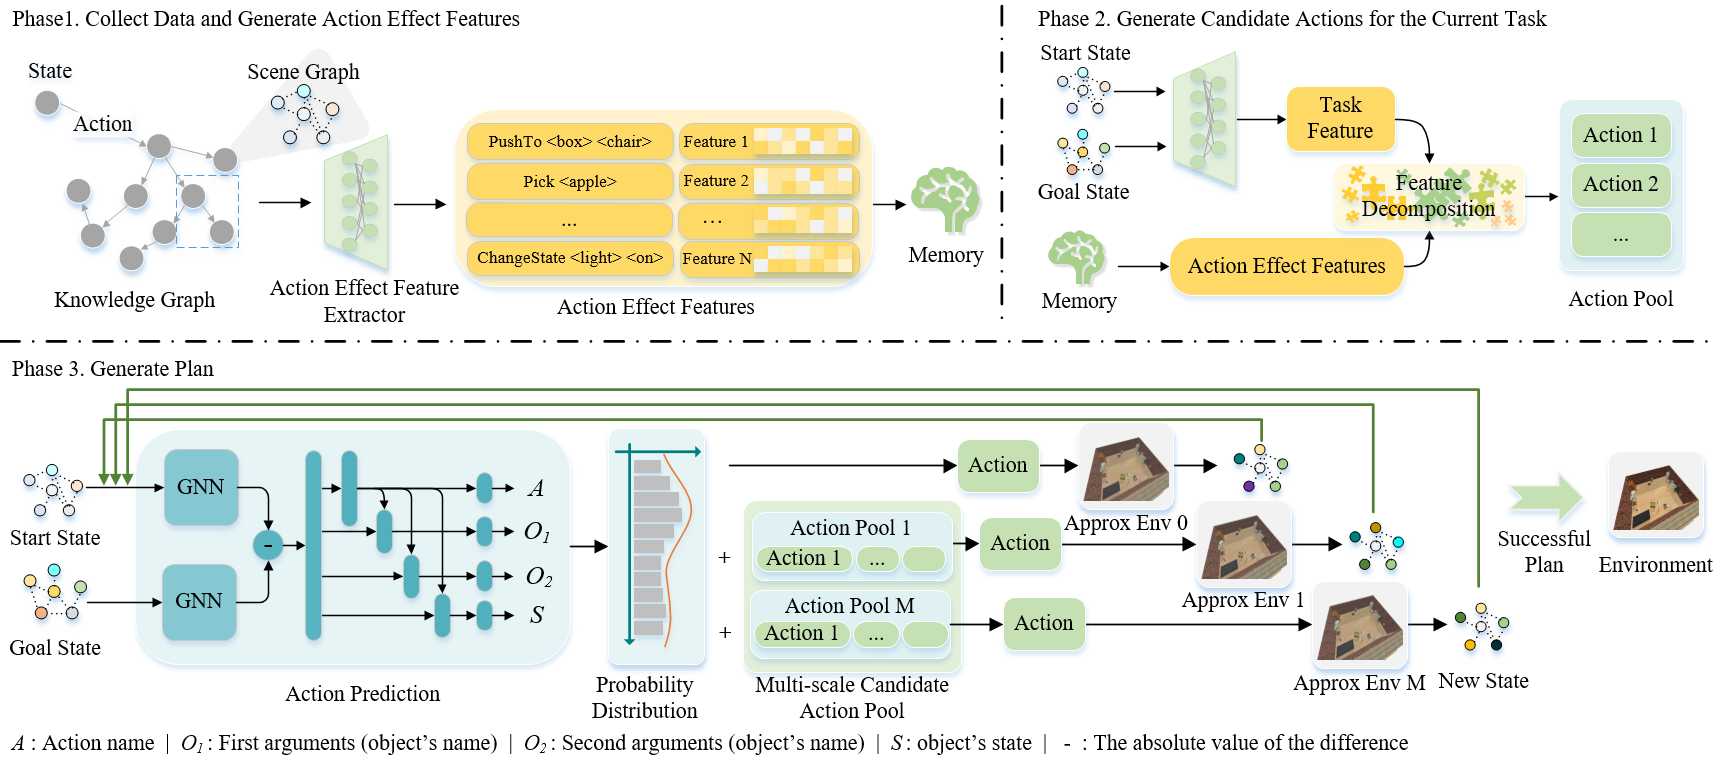 Phase1. Collect Data and Generate Action Effect Features
State
Action
Scene Graph
Knowledge Graph
Action Effect Feature
Extractor
PushTo <box> <chair>
Feature 1
Pick <apple>
Feature 2
...
...
ChangeState <light> <on>
Feature N
Action Effect Features
Memory
Phase 2. Generate Candidate Actions for the Current Task
Start State
Goal State
Task
Feature
Feature
Decomposition
Memory
Action Effect Features
Action 1
Action 2
...
Action Pool
Phase 3. Generate Plan
Start State
Goal State
GNN
GNN
-
A
O1
O2
S
Action Prediction
Probability
Distribution
+
+
Action Pool 1
Action 1
...
Action Pool M
Action 1
...
Multi-scale Candidate
Action Pool
Action
Action
Action
Approx Env 0
Approx Env 1
Approx Env M
New State
Successful
Plan
Environment
A : Action name | O1 : First arguments (object's name) | O2 : Second arguments (object's name) | S : object's state | - : The absolute value of the difference